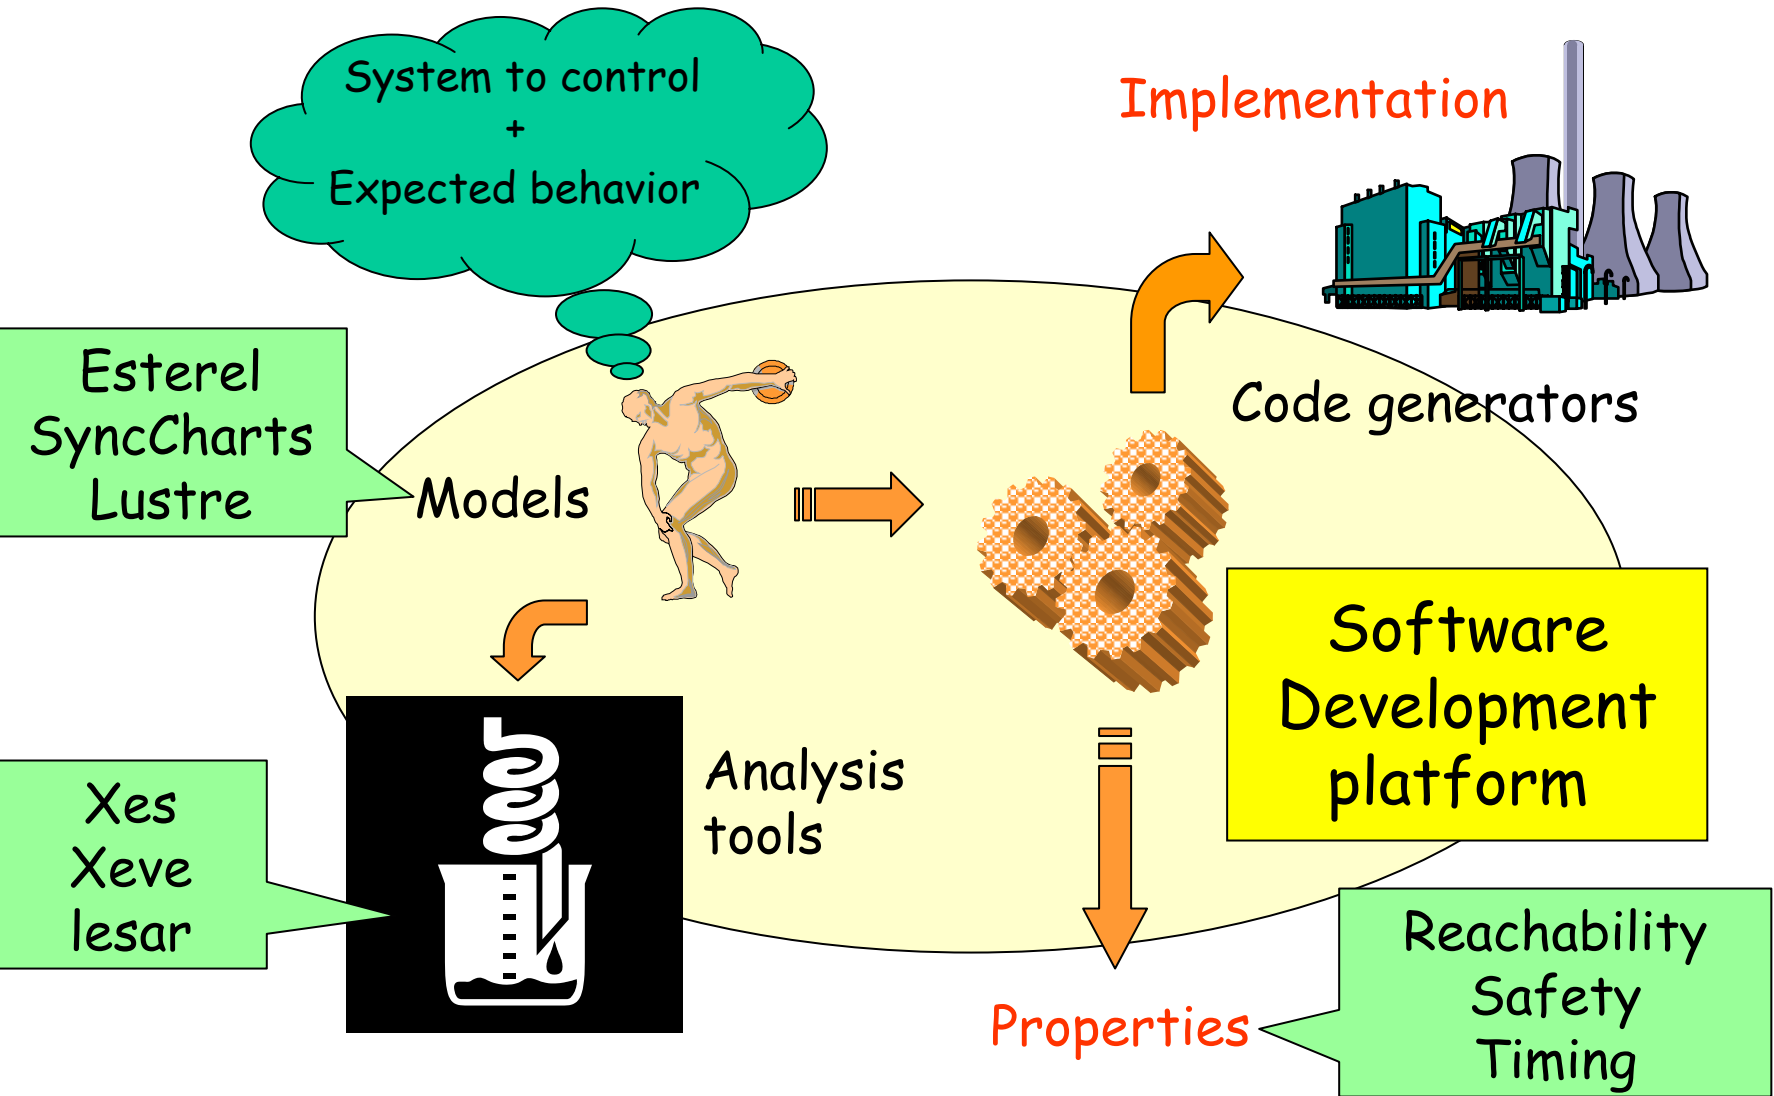 System to control
+
Expected behavior
Implementation
Esterel
SyncCharts
Lustre
Models
Code generators
Software
Development
platform
Analysis
tools
Xes
Xeve
lesar
Properties
Reachability
Safety
Timing